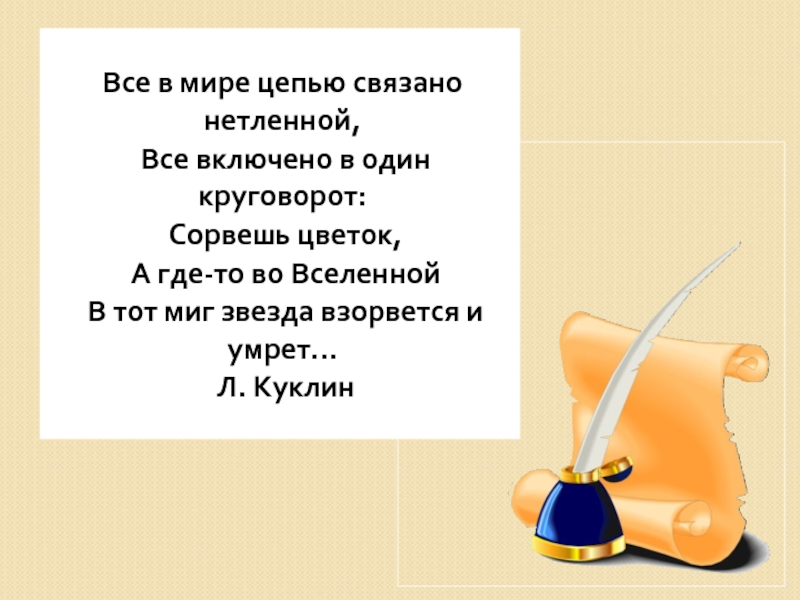 Все в мире цепью связано
нетленной,
Все включено в один
круговорот:
Сорвешь цветок,
А где-то во Вселенной
В тот миг звезда взорвется и
умрет...
Л. Куклин